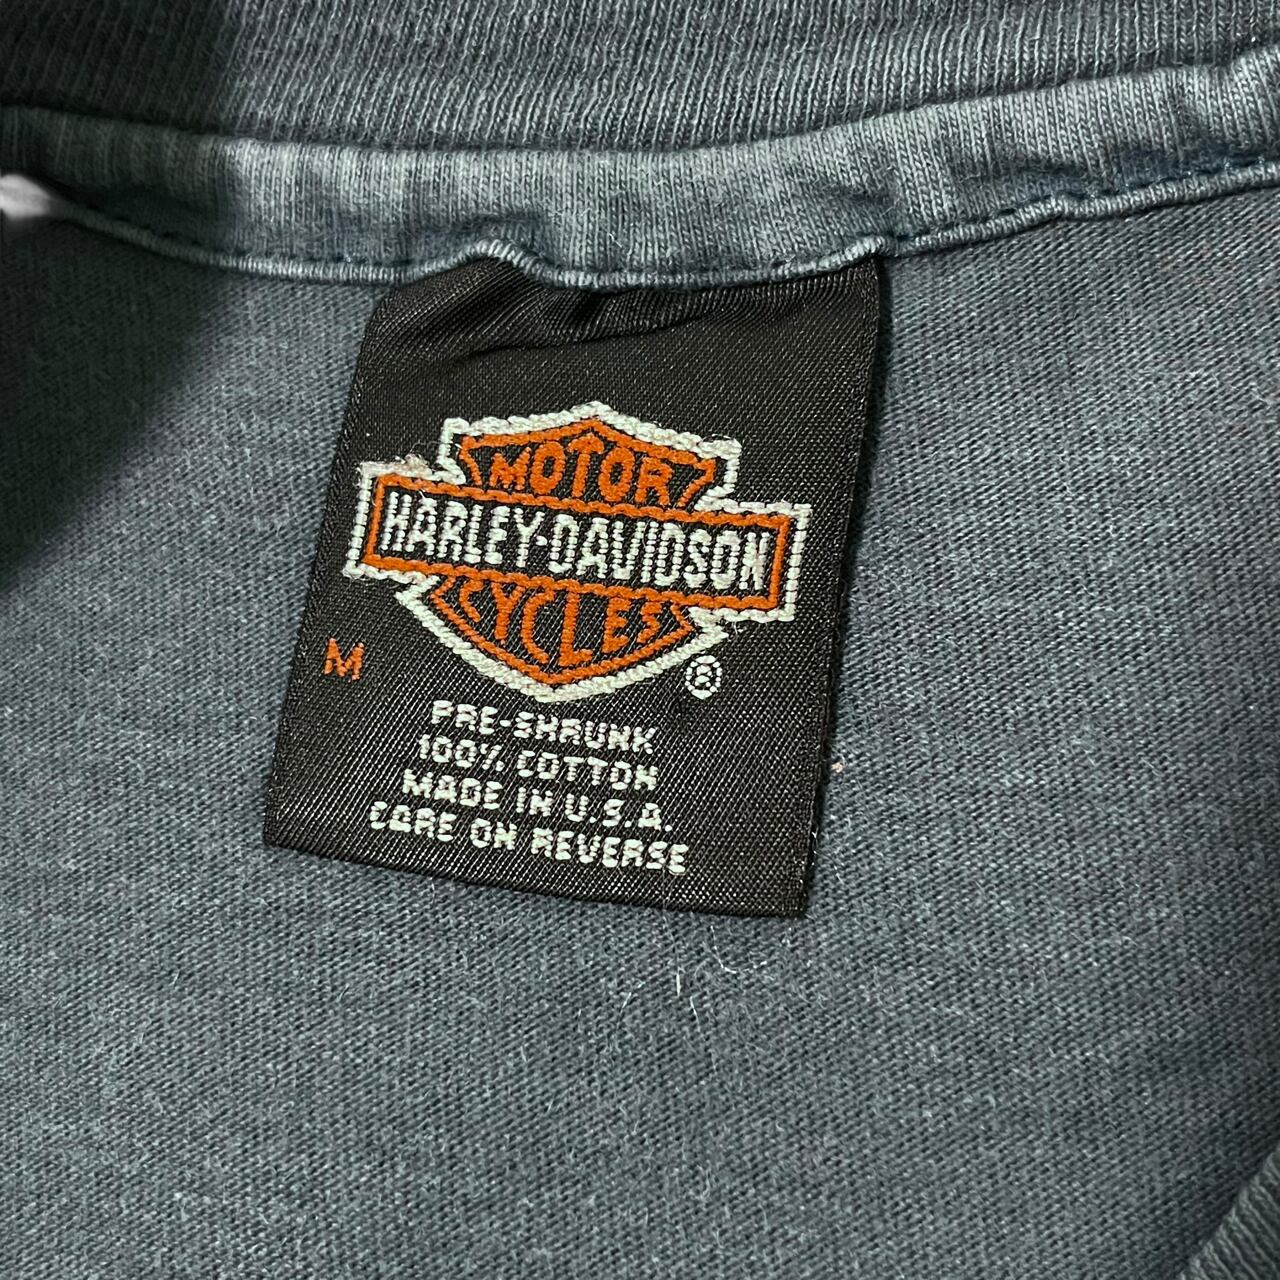 MOTOR
HARLEY-DAVIDSON
CYCLES
®
M
PRE-SHRUNK
100% COTTON
MADE IN U.S.A.
CARE ON REVERSE